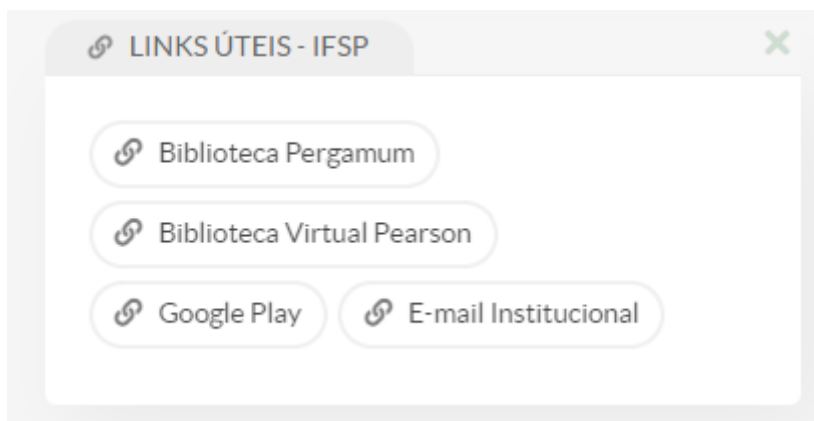 LINKS ÚTEIS - IFSP
Biblioteca Pergamum
Biblioteca Virtual Pearson
Google Play E-mail Institucional